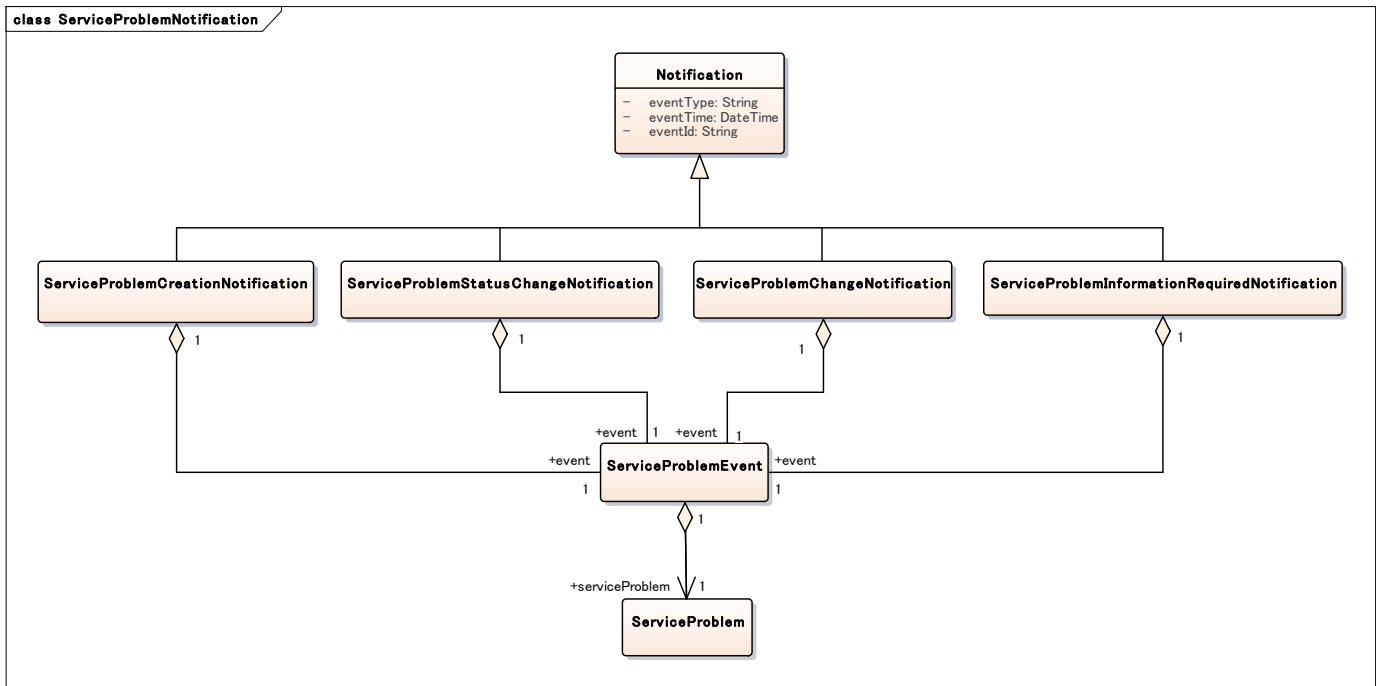 class ServiceProblemNotification
Notification
- eventType: String
- eventTime: DateTime
- eventId: String
ServiceProblemCreationNotification
ServiceProblemStatusChangeNotification
ServiceProblemChangeNotification
ServiceProblemInformationRequiredNotification
1
1
1
1
+event
1
+event
1
+event
+event
ServiceProblemEvent
1
1
1
+serviceProblem
1
ServiceProblem